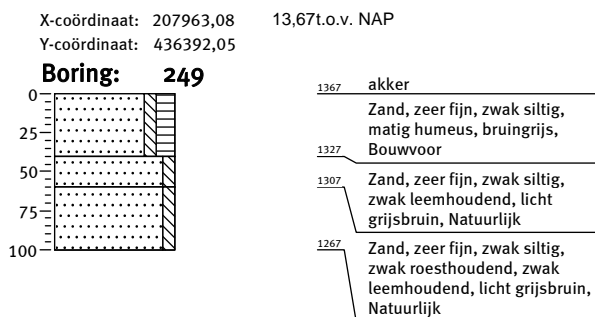 X-coördinaat: 207963,08 13,67t.o.v. NAP
Y-coördinaat: 436392,05
Boring: 249
0
25
50
75
100
1367 akker
Zand, zeer fijn, zwak siltig,
matig humeus, bruingrijs,
1327 Bouwvoor
1307 Zand, zeer fijn, zwak siltig,
zwak leemhoudend, licht
grijsbruin, Natuurlijk
1267 Zand, zeer fijn, zwak siltig,
zwak roesthoudend, zwak
leemhoudend, licht grijsbruin,
Natuurlijk